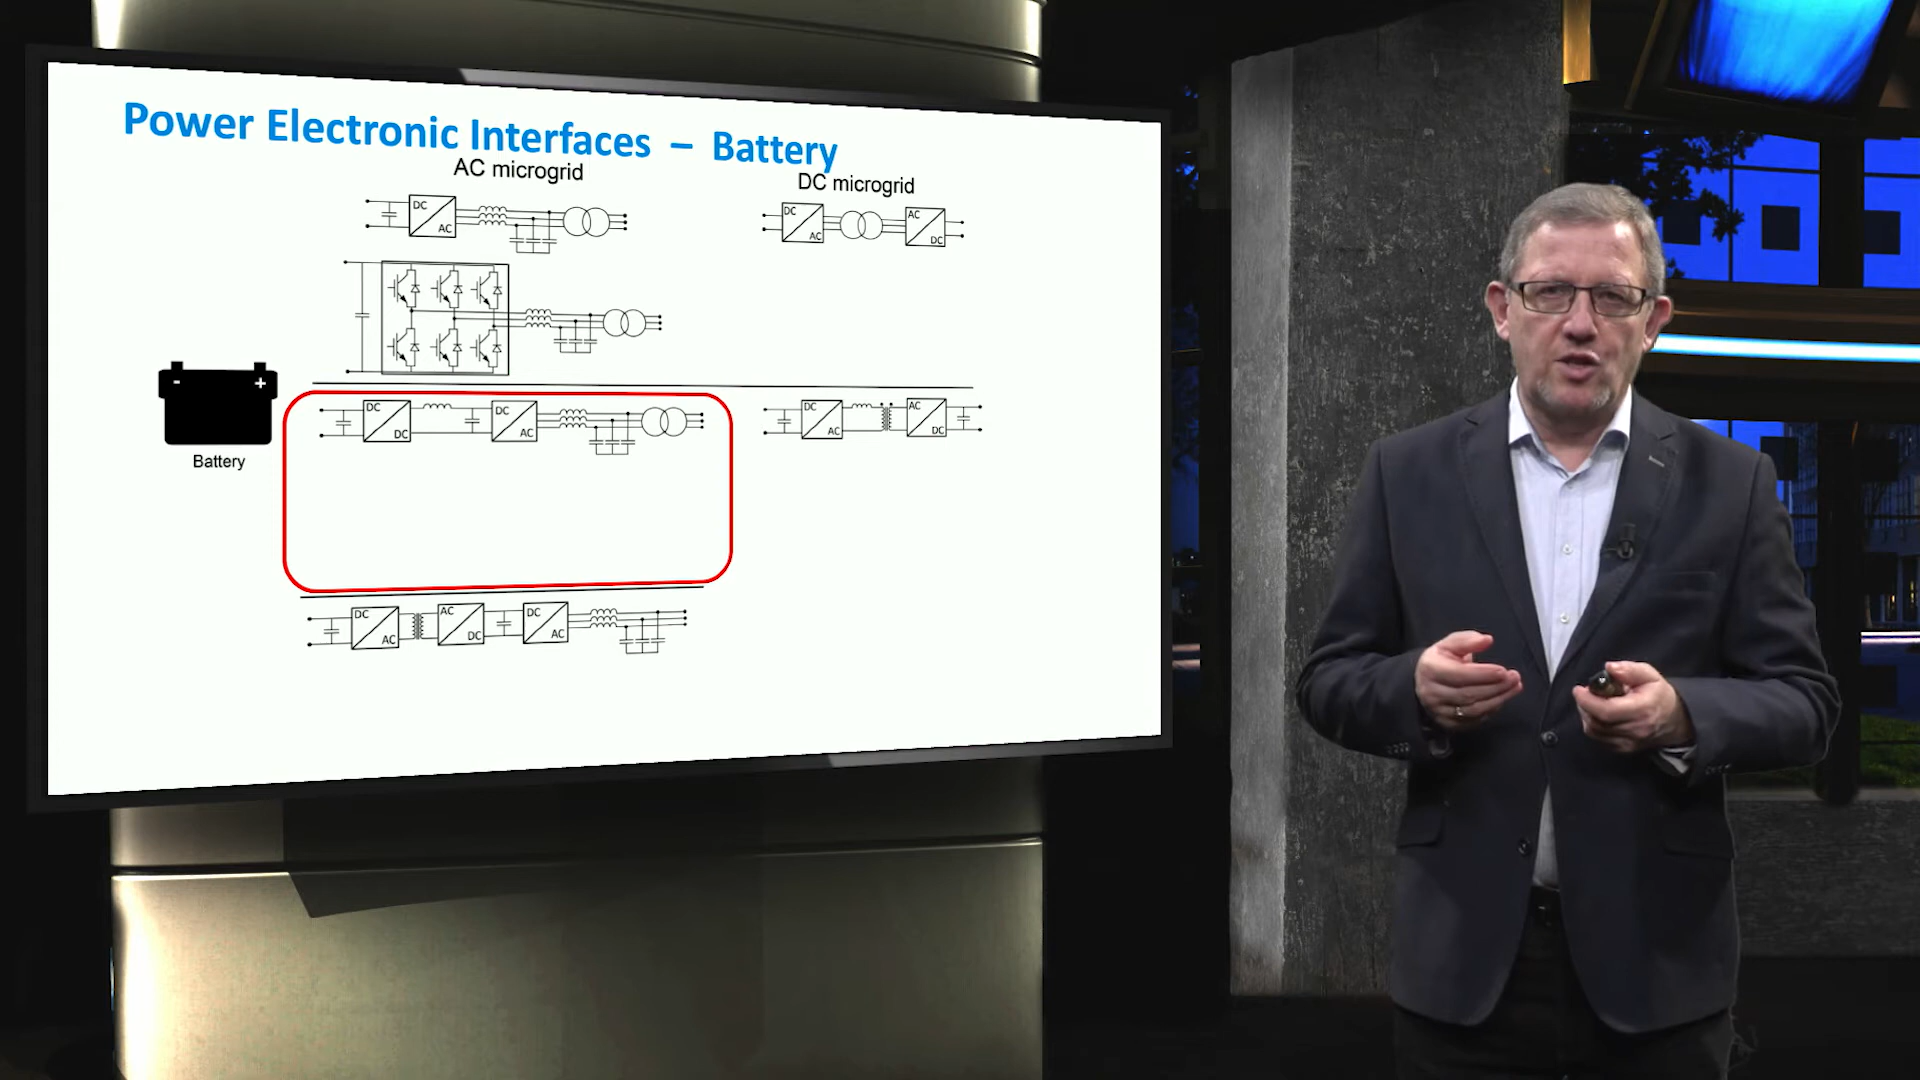 Power Electronic Interfaces – Battery
AC microgrid
DC microgrid
DC
AC
DC
AC
AC
DC
- +
Battery
DC
DC
DC
AC
DC
AC
AC
DC
DC
AC
AC
DC
DC
AC